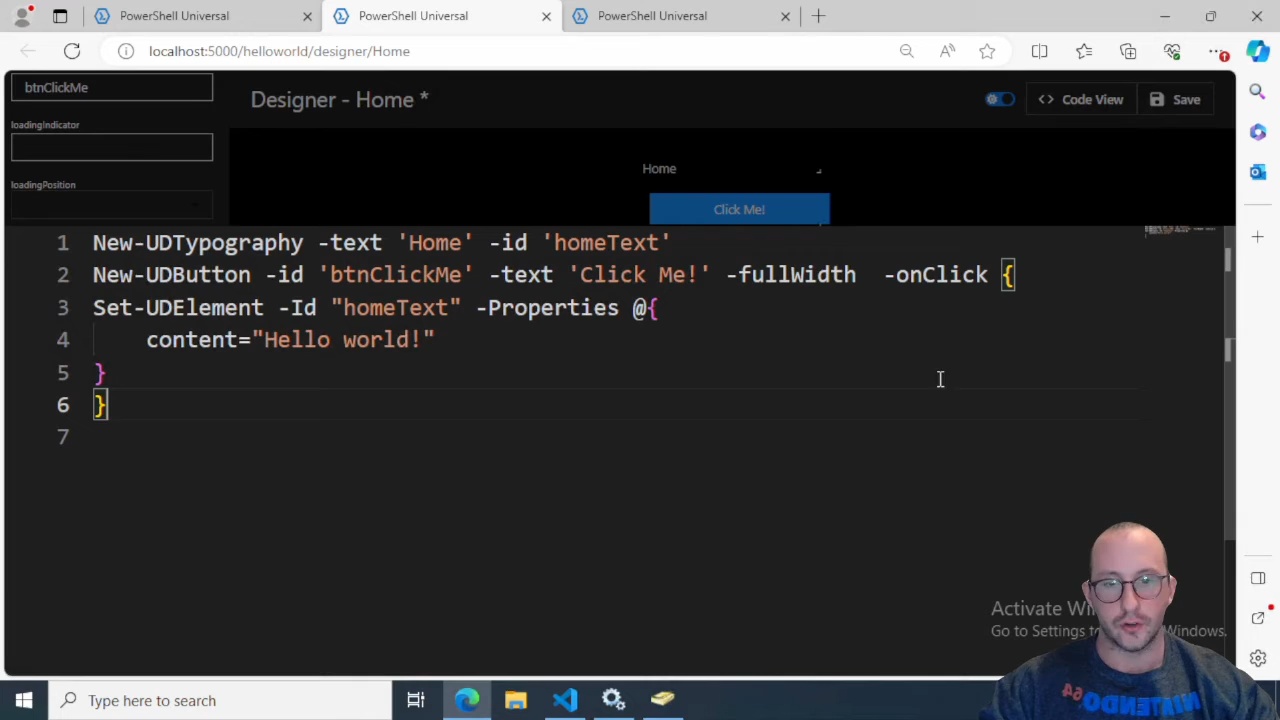 PowerShell Universal
PowerShell Universal
PowerShell Universal
localhost:5000/helloworld/designer/Home
btnClickMe
Designer - Home *
Code View
Save
loadingIndicator
Home
loadingPosition
Click Me!
1 New-UDTypography -text 'Home' -id 'homeText'
2 New-UDButton -id 'btnClickMe' -text 'Click Me!' -fullWidth  -onClick {
3 Set-UDElement -Id "homeText" -Properties @{
4     content="Hello world!"
5 }
6 }
7
Activate Wi
Go to Settings t Windows.
Type here to search
64
NINTENDO